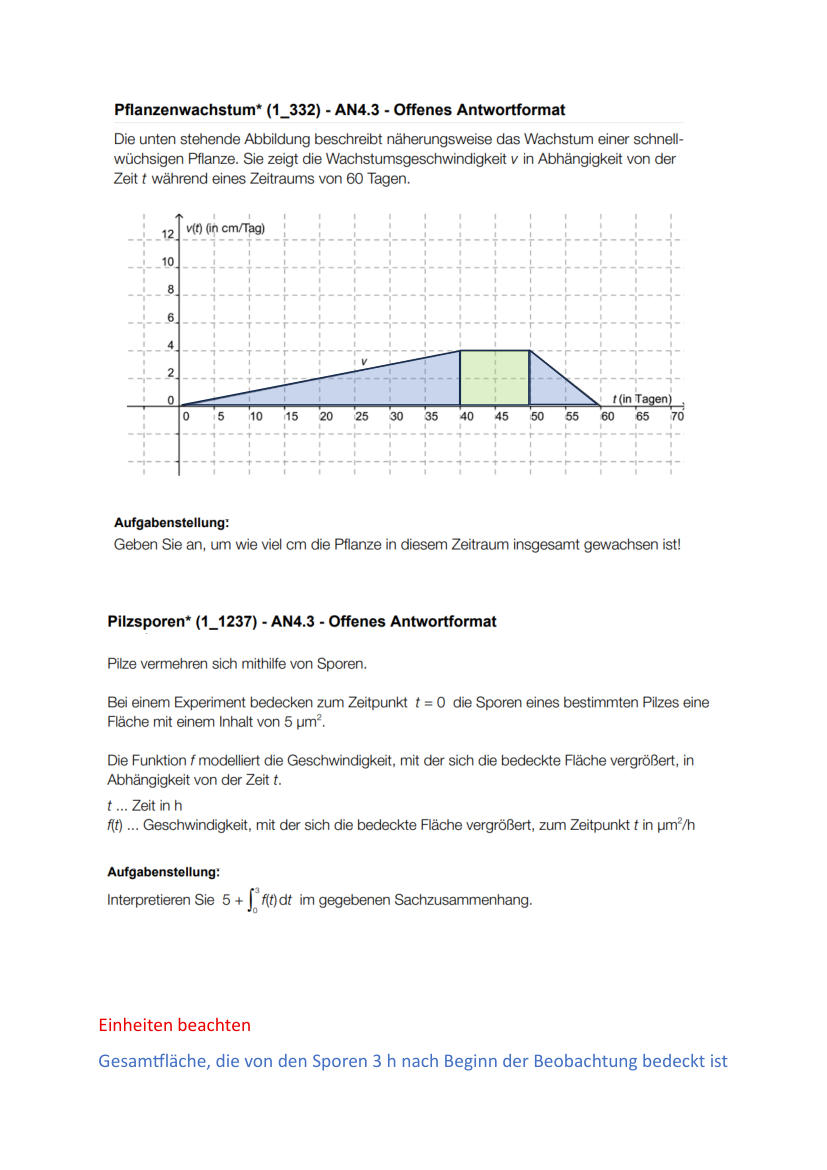 Pflanzenwachstum* (1_332) - AN4.3 - Offenes Antwortformat
Die unten stehende Abbildung beschreibt näherungsweise das Wachstum einer schnell-
wüchsigen Pflanze. Sie zeigt die Wachstumsgeschwindigkeit v in Abhängigkeit von der
Zeit t während eines Zeitraums von 60 Tagen.
v(t) (in cm/Tag)
12
10
8
6
4
2
0
v
t (in Tagen)
0 5 10 15 20 25 30 35 40 45 50 55 60 65 70
Aufgabenstellung:
Geben Sie an, um wie viel cm die Pflanze in diesem Zeitraum insgesamt gewachsen ist!
Pilzsporen* (1_1237) - AN4.3 - Offenes Antwortformat
Pilze vermehren sich mithilfe von Sporen.
Bei einem Experiment bedecken zum Zeitpunkt t = 0 die Sporen eines bestimmten Pilzes eine
Fläche mit einem Inhalt von 5 µm².
Die Funktion f modelliert die Geschwindigkeit, mit der sich die bedeckte Fläche vergrößert, in
Abhängigkeit von der Zeit t.
t ... Zeit in h
f(t) ... Geschwindigkeit, mit der sich die bedeckte Fläche vergrößert, zum Zeitpunkt t in µm²/h
Aufgabenstellung:
Interpretieren Sie 5 + ∫₀³ f(t) dt im gegebenen Sachzusammenhang.
Einheiten beachten
Gesamtfläche, die von den Sporen 3 h nach Beginn der Beobachtung bedeckt ist